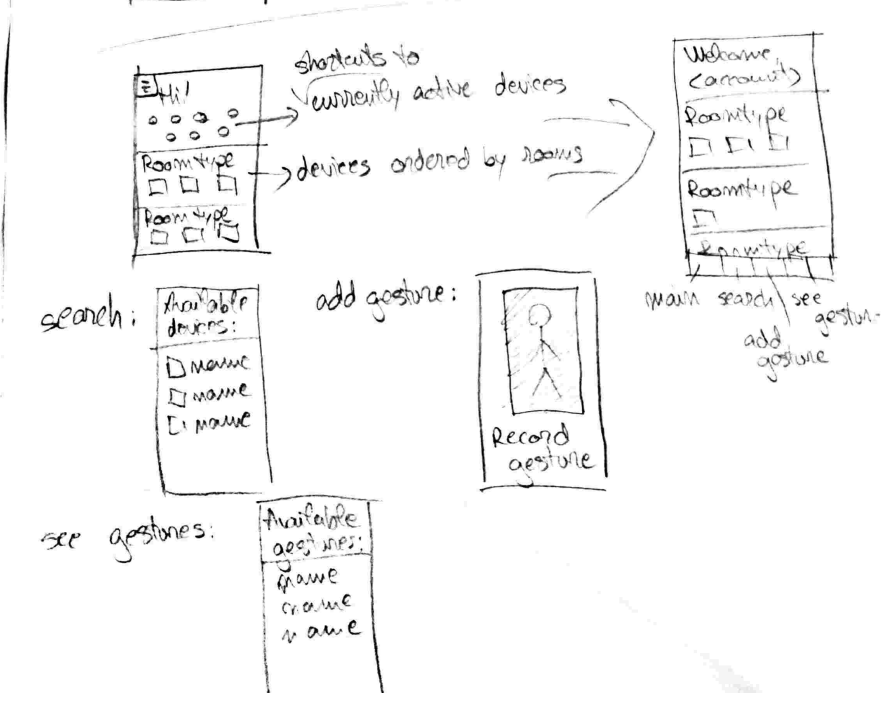 shortcuts to
currently active devices
Hi!
Roomtype
devices ordered by rooms
Roomtype
Welcome,
<account>
Roomtype
Roomtype
Roomtype
main search see
gestur-
add
gesture
search:
Available
devices:
name
name
name
add gesture:
Record
gesture
see gestures:
Available
gestures:
name
name
name